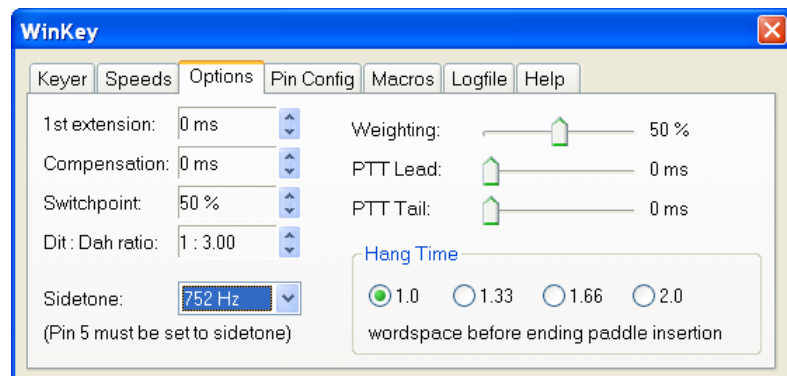 WinKey
Keyer Speeds Options Pin Config Macros Logfile Help
1st extension: 0 ms
Compensation: 0 ms
Switchpoint: 50 %
Dit : Dah ratio: 1 : 3.00
Sidetone: 752 Hz
(Pin 5 must be set to sidetone)
Weighting: 50 %
PTT Lead: 0 ms
PTT Tail: 0 ms
Hang Time
1.0 1.33 1.66 2.0
wordspace before ending paddle insertion